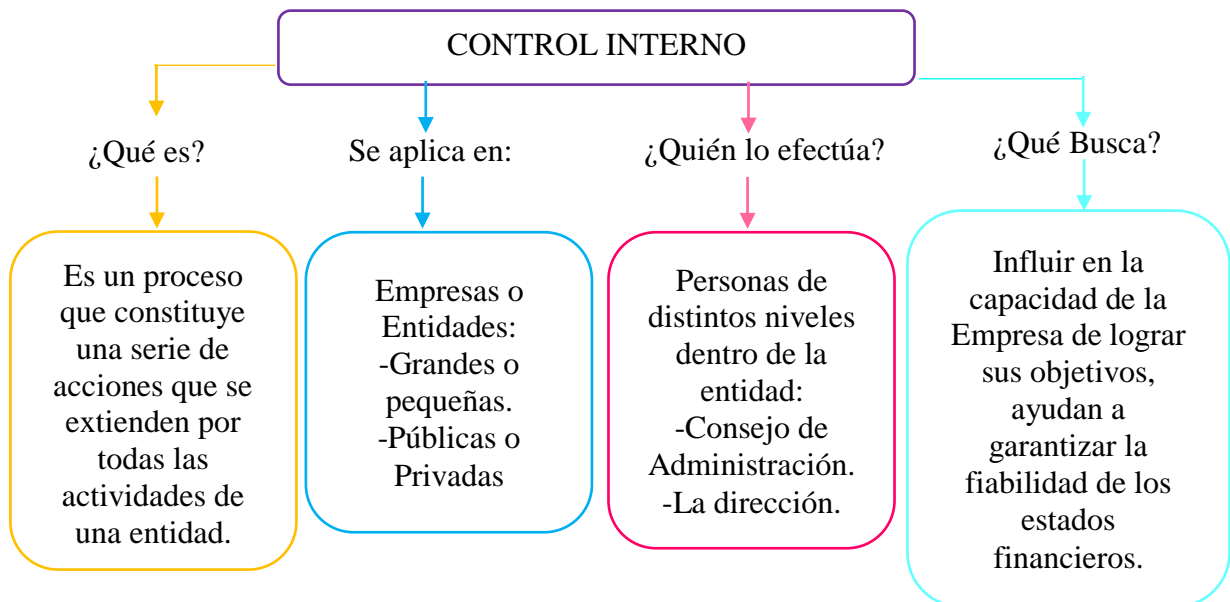 CONTROL INTERNO
¿Qué es?
Se aplica en:
¿Quién lo efectúa?
¿Qué Busca?
Es un proceso
que constituye
una serie de
acciones que se
extienden por
todas las
actividades de
una entidad.
Empresas o
Entidades:
-Grandes o
pequeñas.
-Públicas o
Privadas
Personas de
distintos niveles
dentro de la
entidad:
-Consejo de
Administración.
-La dirección.
Influir en la
capacidad de la
Empresa de lograr
sus objetivos,
ayudan a
garantizar la
fiabilidad de los
estados
financieros.